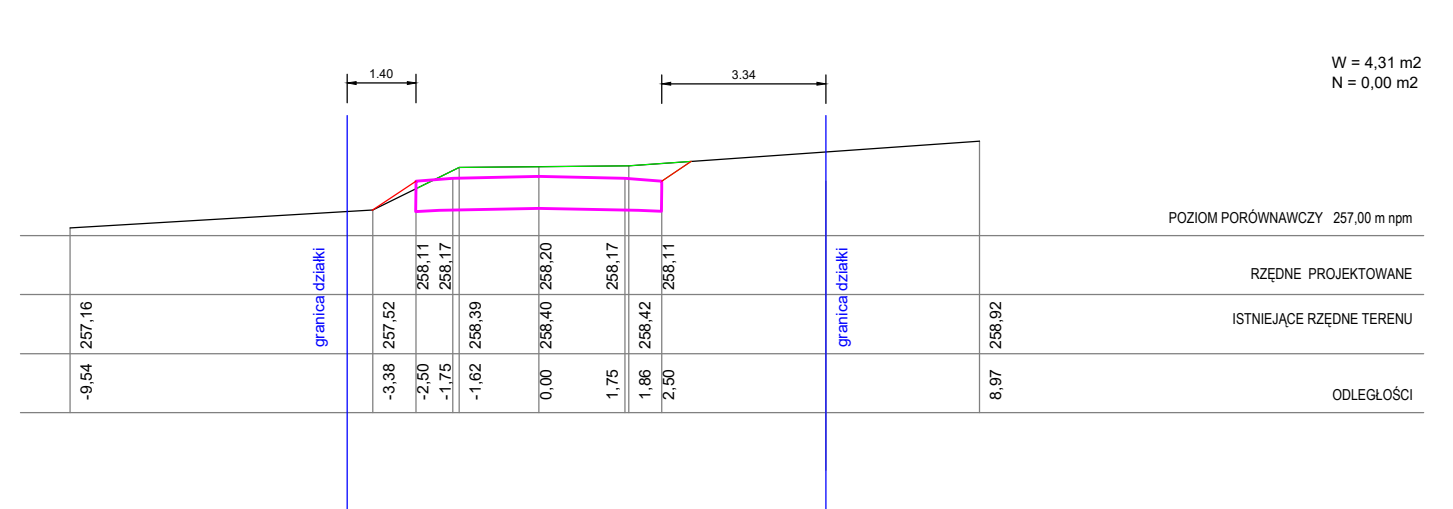 W = 4,31 m2
N = 0,00 m2
1.40
3.34
POZIOM PORÓWNAWCZY 257,00 m npm
granica działki
258,11
258,17
258,20
258,17
258,11
granica działki
RZĘDNE PROJEKTOWANE
257,16
257,52
258,39
258,40
258,42
258,92
ISTNIEJĄCE RZĘDNE TERENU
-9,54
-3,38
-2,50
-1,75
-1,62
0,00
1,75
1,86
2,50
8,97
ODLEGŁOŚCI